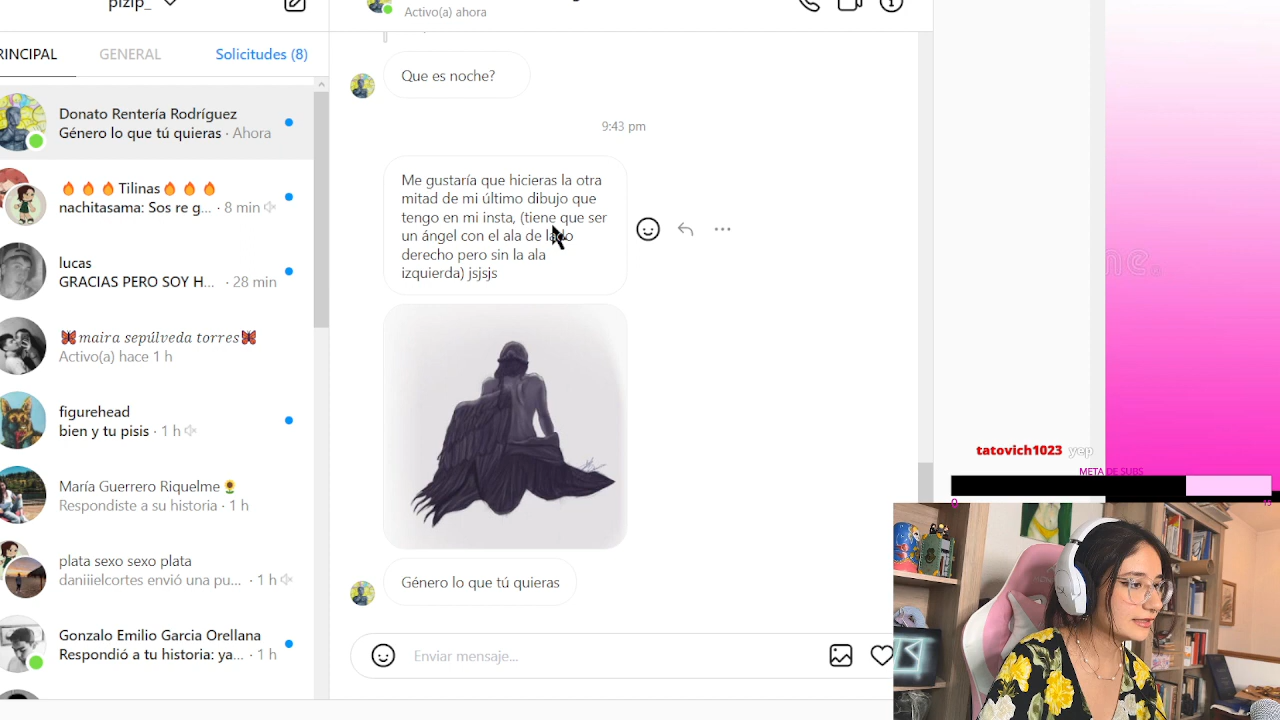 pizip_
RINCIPAL
GENERAL
Solicitudes (8)
Donato Rentería Rodríguez
Género lo que tú quieras · Ahora
🔥🔥🔥Tilinas🔥🔥🔥
nachitasama: Sos re g... · 8 min
lucas
GRACIAS PERO SOY H... · 28 min
🦋maira sepúlveda torres🦋
Activo(a) hace 1 h
figurehead
bien y tu pisis · 1 h
María Guerrero Riquelme🌻
Respondiste a su historia · 1 h
plata sexo sexo plata
daniiielcortes envió una pu... · 1 h
Gonzalo Emilio Garcia Orellana
Respondió a tu historia: ya... · 1 h
Activo(a) ahora
Que es noche?
9:43 pm
Me gustaría que hicieras la otra
mitad de mi último dibujo que
tengo en mi insta, (tiene que ser
un ángel con el ala de lado
derecho pero sin la ala
izquierda) jsjsjs
Género lo que tú quieras
Enviar mensaje...
tatovich1023 yep
META DE SUBS
0
15